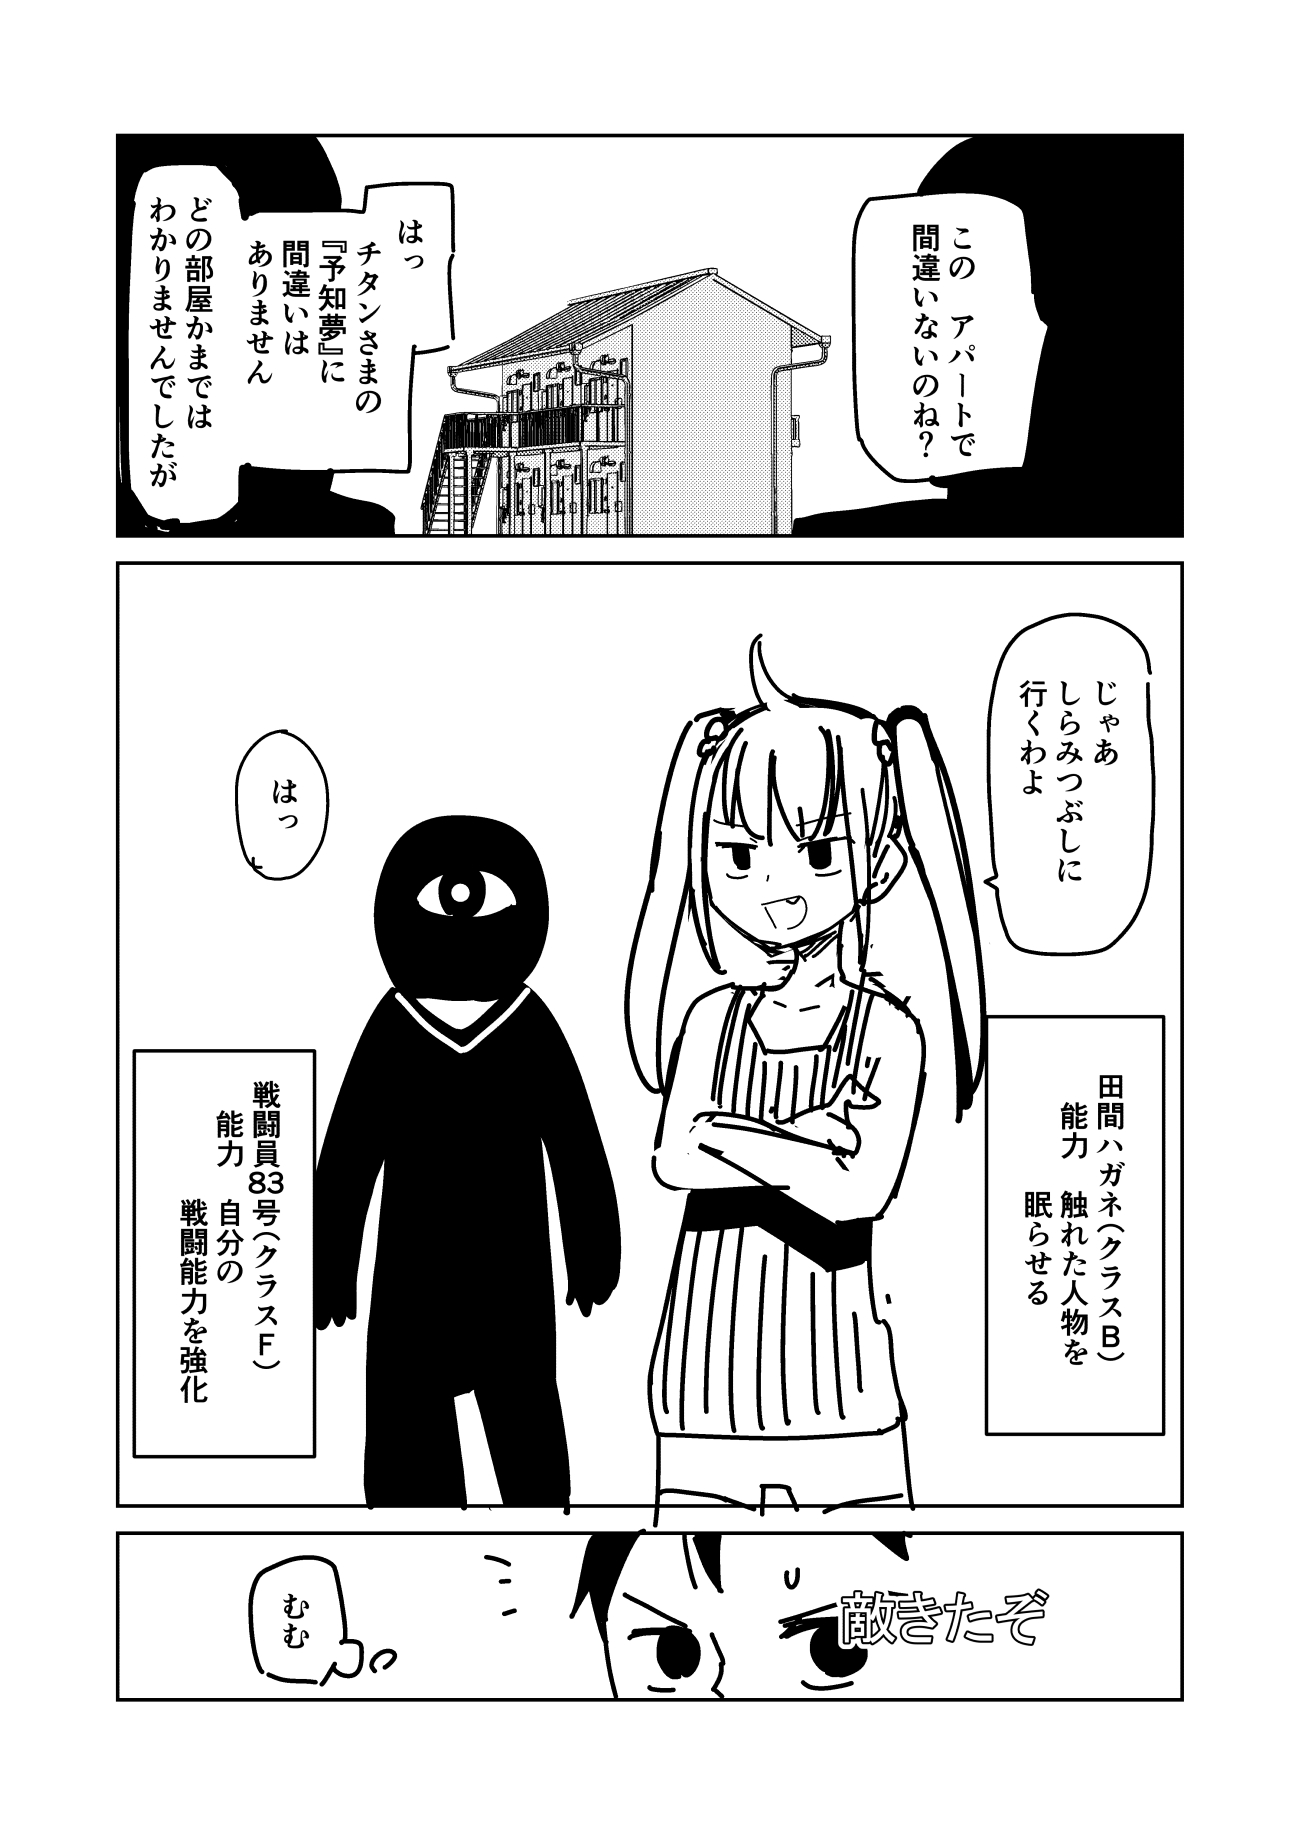 この　アパートで
間違いないのね？
はっ
チタンさまの
『予知夢』に
間違いは
ありません
どの部屋かまでは
わかりませんでしたが
じゃあ
しらみつぶしに
行くわよ
はっ
田間ハガネ（クラスB）
能力　触れた人物を
眠らせる
戦闘員83号（クラスF）
能力　自分の
戦闘能力を強化
敵きたぞ
むむ